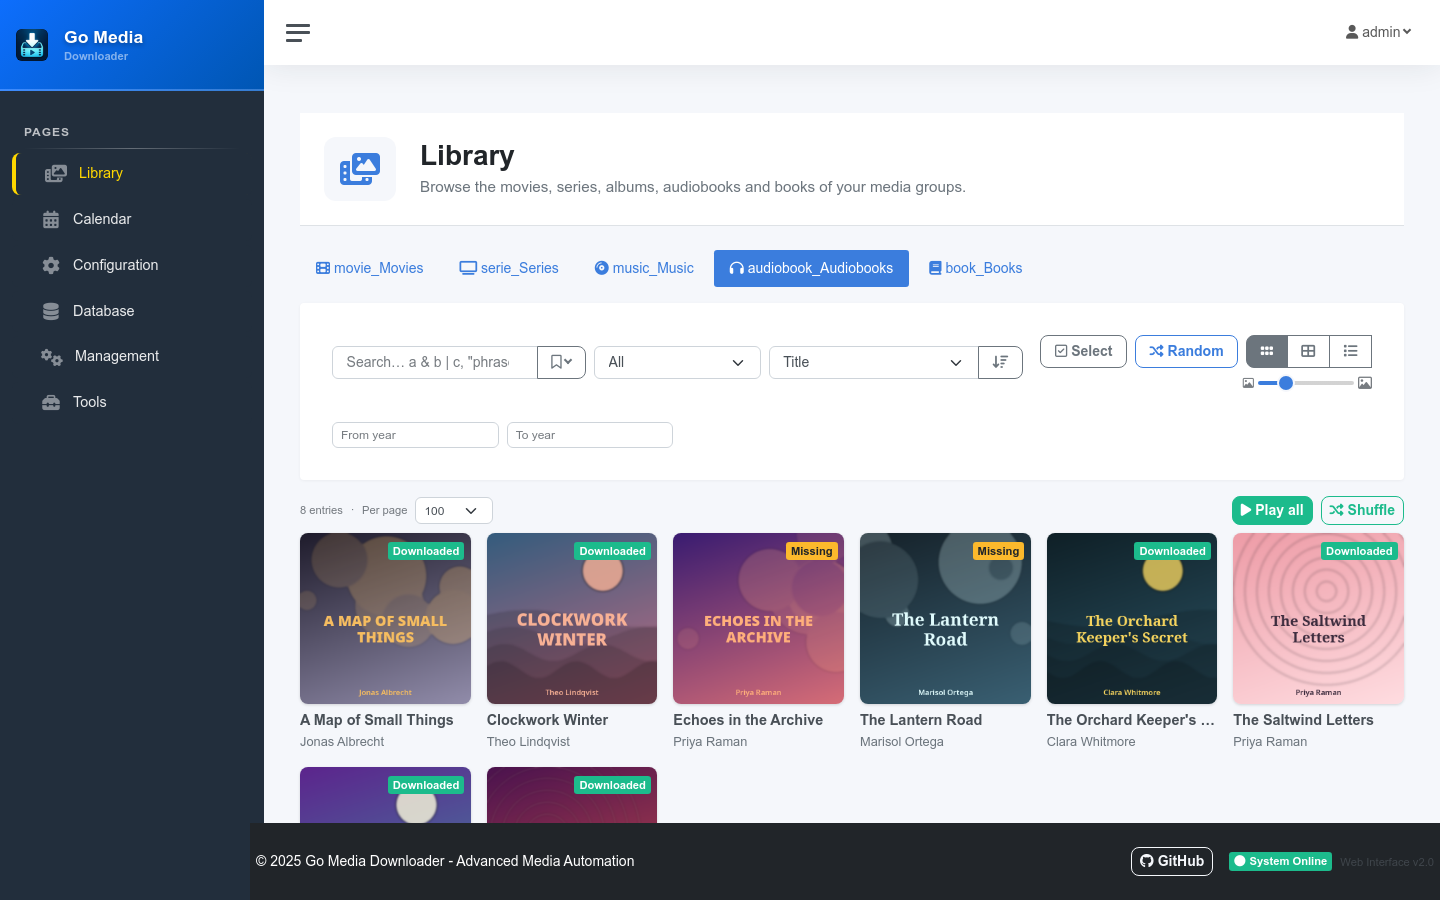 Go Media
Downloader
admin
PAGES
Library
Calendar
Configuration
Database
Management
Tools
Library
Browse the movies, series, albums, audiobooks and books of your media groups.
movie_Movies
serie_Series
music_Music
audiobook_Audiobooks
book_Books
Search… a & b | c, "phras
All
Title
Select
Random
From year
To year
8 entries · Per page
100
Play all
Shuffle
Downloaded
A MAP OF SMALL
THINGS
Jonas Albrecht
A Map of Small Things
Jonas Albrecht
Downloaded
CLOCKWORK
WINTER
Theo Lindqvist
Clockwork Winter
Theo Lindqvist
Missing
ECHOES IN THE
ARCHIVE
Priya Raman
Echoes in the Archive
Priya Raman
Missing
The Lantern
Road
Marisol Ortega
The Lantern Road
Marisol Ortega
Downloaded
The Orchard
Keeper's Secret
Clara Whitmore
The Orchard Keeper's ...
Clara Whitmore
Downloaded
The Saltwind
Letters
Priya Raman
The Saltwind Letters
Priya Raman
Downloaded
Downloaded
© 2025 Go Media Downloader - Advanced Media Automation
GitHub
System Online
Web Interface v2.0